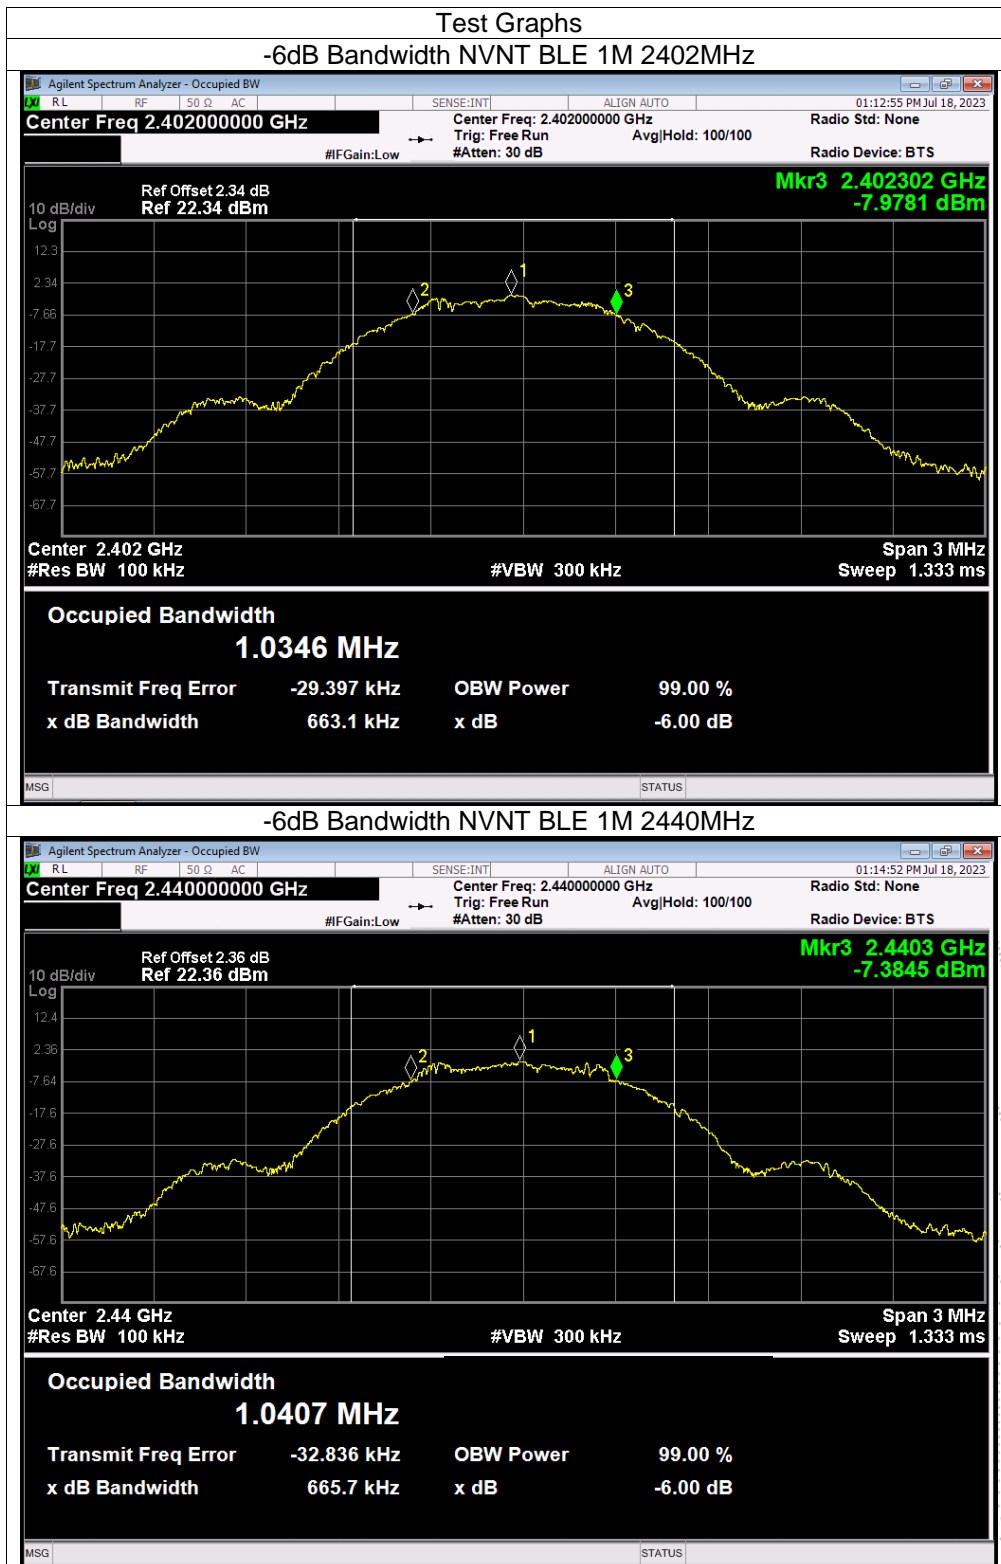 Test Graphs
-6dB Bandwidth NVNT BLE 1M 2402MHz
Agilent Spectrum Analyzer - Occupied BW
LXI RL RF 50 Ω AC SENSE:INT ALIGN AUTO 01:12:55 PM Jul 18, 2023
Center Freq 2.402000000 GHz Center Freq: 2.402000000 GHz Radio Std: None
Trig: Free Run Avg|Hold: 100/100
#IFGain:Low #Atten: 30 dB Radio Device: BTS
Mkr3 2.402302 GHz
-7.9781 dBm
Ref Offset 2.34 dB
10 dB/div Ref 22.34 dBm
Log
12.3
2.34
-7.66
-17.7
-27.7
-37.7
-47.7
-57.7
-67.7
2 1 3
Center 2.402 GHz Span 3 MHz
#Res BW 100 kHz #VBW 300 kHz Sweep 1.333 ms
Occupied Bandwidth
1.0346 MHz
Transmit Freq Error -29.397 kHz OBW Power 99.00 %
x dB Bandwidth 663.1 kHz x dB -6.00 dB
MSG STATUS
-6dB Bandwidth NVNT BLE 1M 2440MHz
Agilent Spectrum Analyzer - Occupied BW
LXI RL RF 50 Ω AC SENSE:INT ALIGN AUTO 01:14:52 PM Jul 18, 2023
Center Freq 2.440000000 GHz Center Freq: 2.440000000 GHz Radio Std: None
Trig: Free Run Avg|Hold: 100/100
#IFGain:Low #Atten: 30 dB Radio Device: BTS
Mkr3 2.4403 GHz
-7.3845 dBm
Ref Offset 2.36 dB
10 dB/div Ref 22.36 dBm
Log
12.4
2.36
-7.64
-17.6
-27.6
-37.6
-47.6
-57.6
-67.6
2 1 3
Center 2.44 GHz Span 3 MHz
#Res BW 100 kHz #VBW 300 kHz Sweep 1.333 ms
Occupied Bandwidth
1.0407 MHz
Transmit Freq Error -32.836 kHz OBW Power 99.00 %
x dB Bandwidth 665.7 kHz x dB -6.00 dB
MSG STATUS